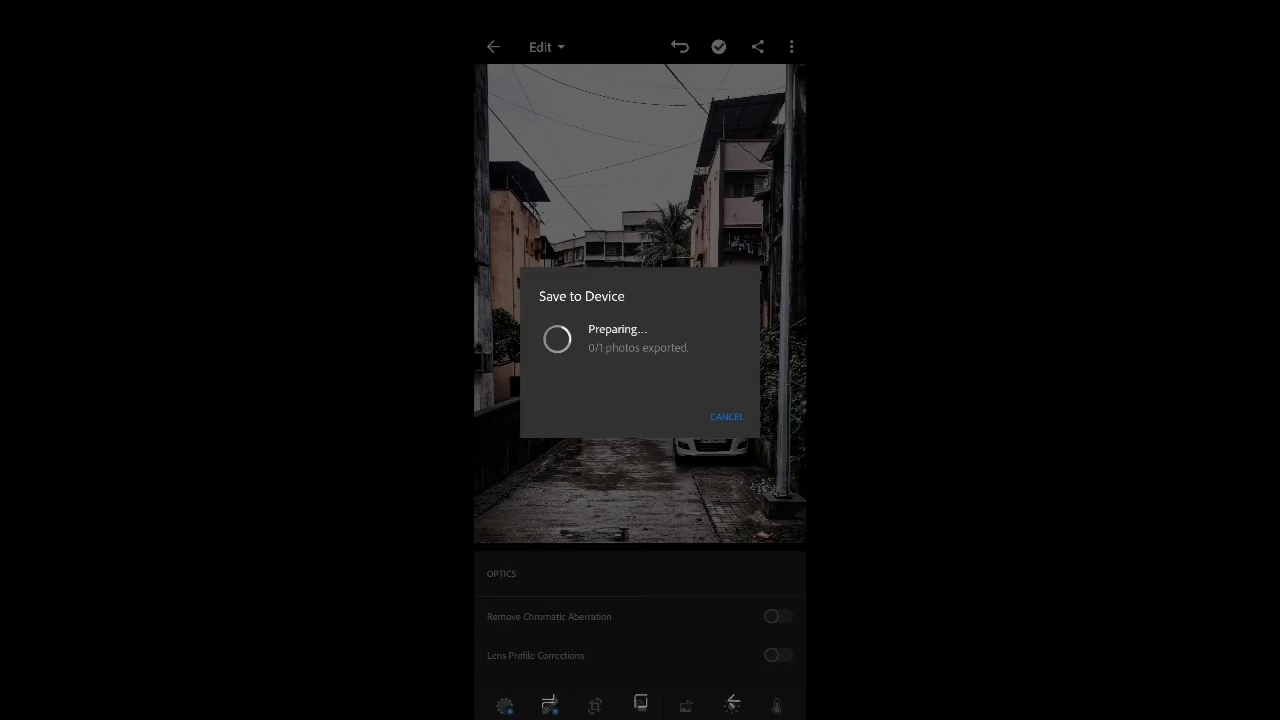 Edit
Save to Device
Preparing...
0/1 photos exported.
CANCEL
OPTICS
Remove Chromatic Aberration
Lens Profile Corrections